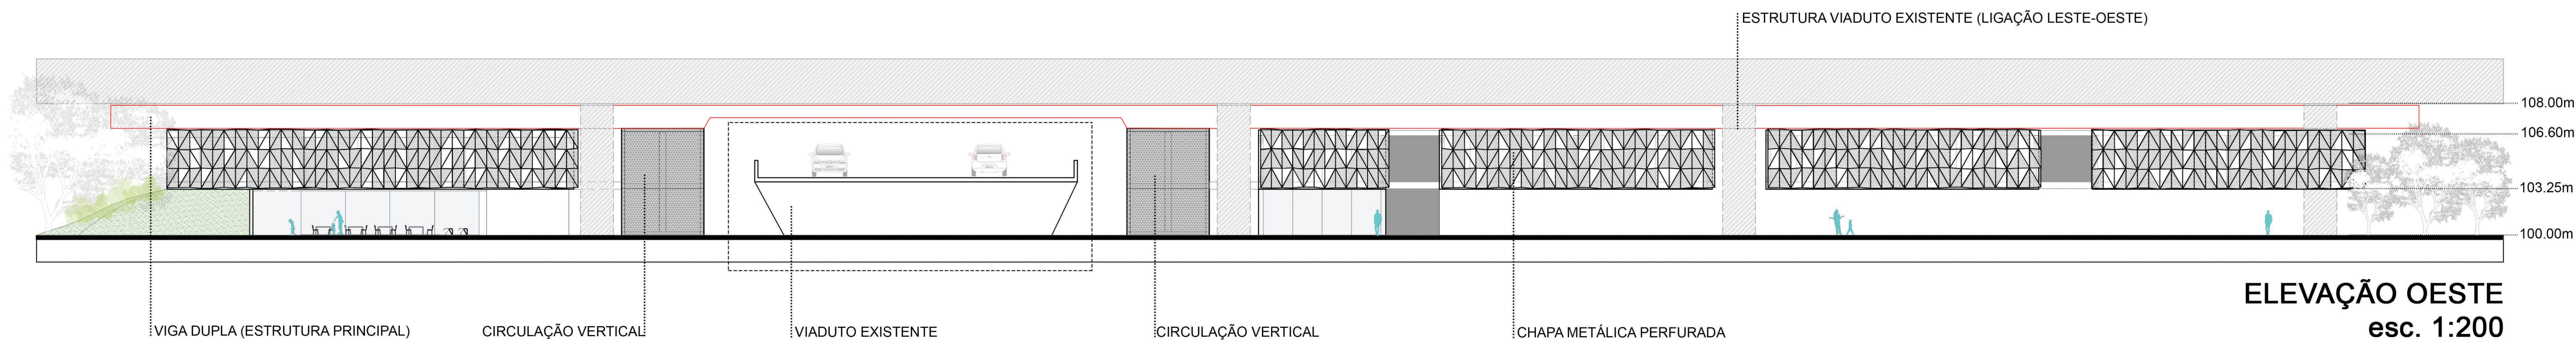 ESTRUTURA VIADUTO EXISTENTE (LIGAÇÃO LESTE-OESTE)
108.00m
106.60m
103.25m
100.00m
ELEVAÇÃO OESTE
esc. 1:200
VIGA DUPLA (ESTRUTURA PRINCIPAL)
CIRCULAÇÃO VERTICAL
VIADUTO EXISTENTE
CIRCULAÇÃO VERTICAL
CHAPA METÁLICA PERFURADA